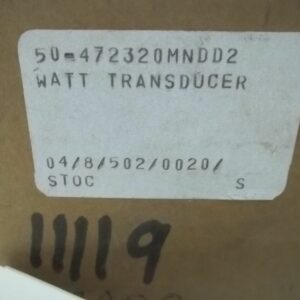 50-472320MNDD2
WATT TRANSDUCER
04/8/502/0020/
STOC S
11119